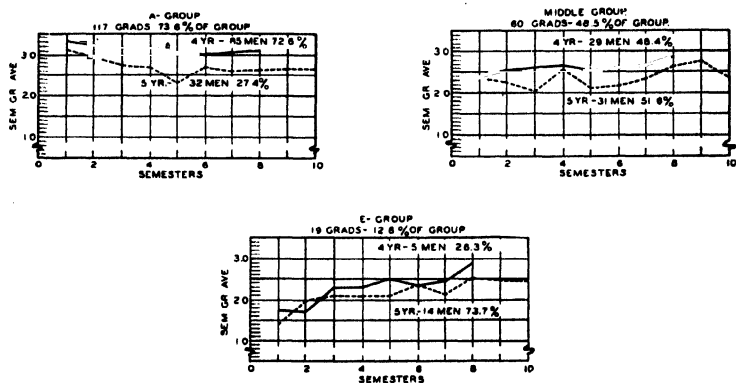 A- GROUP
117 GRADS 73.6% OF GROUP
4 YR - 85 MEN 72.6%
5 YR.- 32 MEN 27.4%
SEM GR AVE
3.0
2.0
1.0
0 2 4 6 8 10
SEMESTERS
MIDDLE GROUP.
60 GRADS- 48.5% OF GROUP.
4 YR- 29 MEN 48.4%
5 YR-31 MEN 51.6%
SEM GR. AVE.
3.0
2.0
1.0
0 2 4 6 8 10
SEMESTERS
E- GROUP
19 GRADS- 12.8% OF GROUP
4 YR-5 MEN 26.3%
5 YR.-14 MEN 73.7%
SEM GR AVE
3.0
2.0
1.0
0 2 4 6 8 10
SEMESTERS